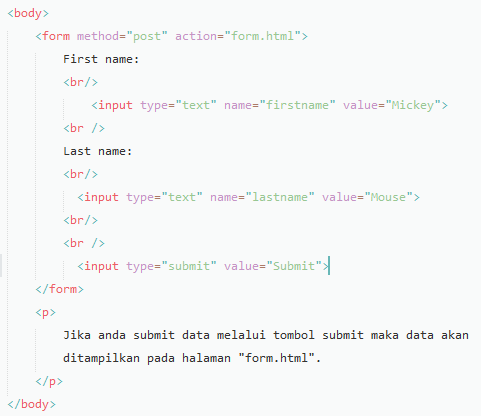 <body>
<form method="post" action="form.html">
First name:
<br/>
<input type="text" name="firstname" value="Mickey">
<br />
Last name:
<br/>
<input type="text" name="lastname" value="Mouse">
<br/>
<br />
<input type="submit" value="Submit">
</form>
<p>
Jika anda submit data melalui tombol submit maka data akan
ditampilkan pada halaman "form.html".
</p>
</body>